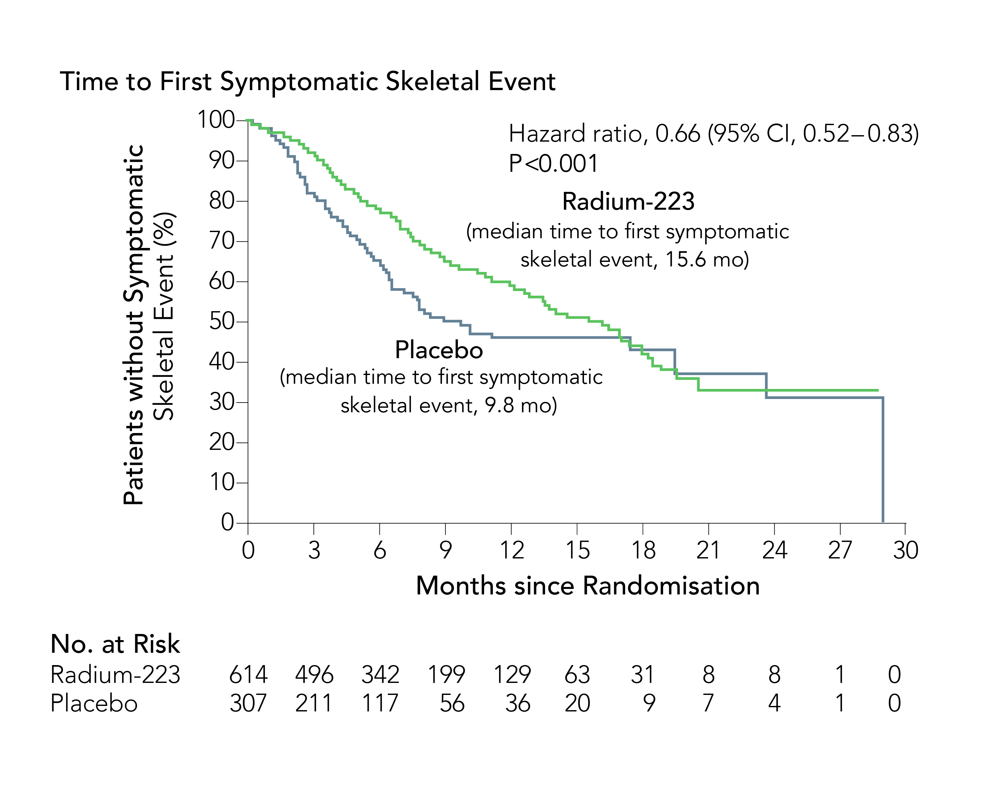 Time to First Symptomatic Skeletal Event
Patients without Symptomatic
Skeletal Event (%)
100
90
80
70
60
50
40
30
20
10
0
Hazard ratio, 0.66 (95% CI, 0.52–0.83)
P<0.001
Radium-223
(median time to first symptomatic
skeletal event, 15.6 mo)
Placebo
(median time to first symptomatic
skeletal event, 9.8 mo)
0 3 6 9 12 15 18 21 24 27 30
Months since Randomisation
No. at Risk
Radium-223 614 496 342 199 129 63 31 8 8 1 0
Placebo 307 211 117 56 36 20 9 7 4 1 0